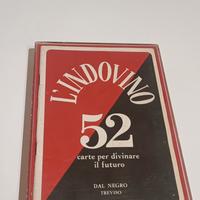 L'INDOVINO
52
carte per divinare
il futuro
DAL NEGRO
TREVISO